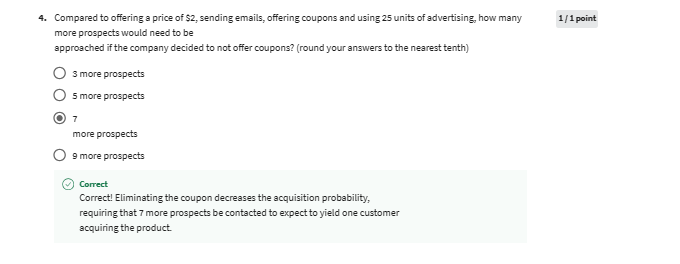 4. Compared to offering a price of $2, sending emails, offering coupons and using 25 units of advertising, how many
1 / 1 point
more prospects would need to be
approached if the company decided to not offer coupons? (round your answers to the nearest tenth)
3 more prospects
5 more prospects
7
more prospects
9 more prospects
Correct
Correct! Eliminating the coupon decreases the acquisition probability,
requiring that 7 more prospects be contacted to expect to yield one customer
acquiring the product.